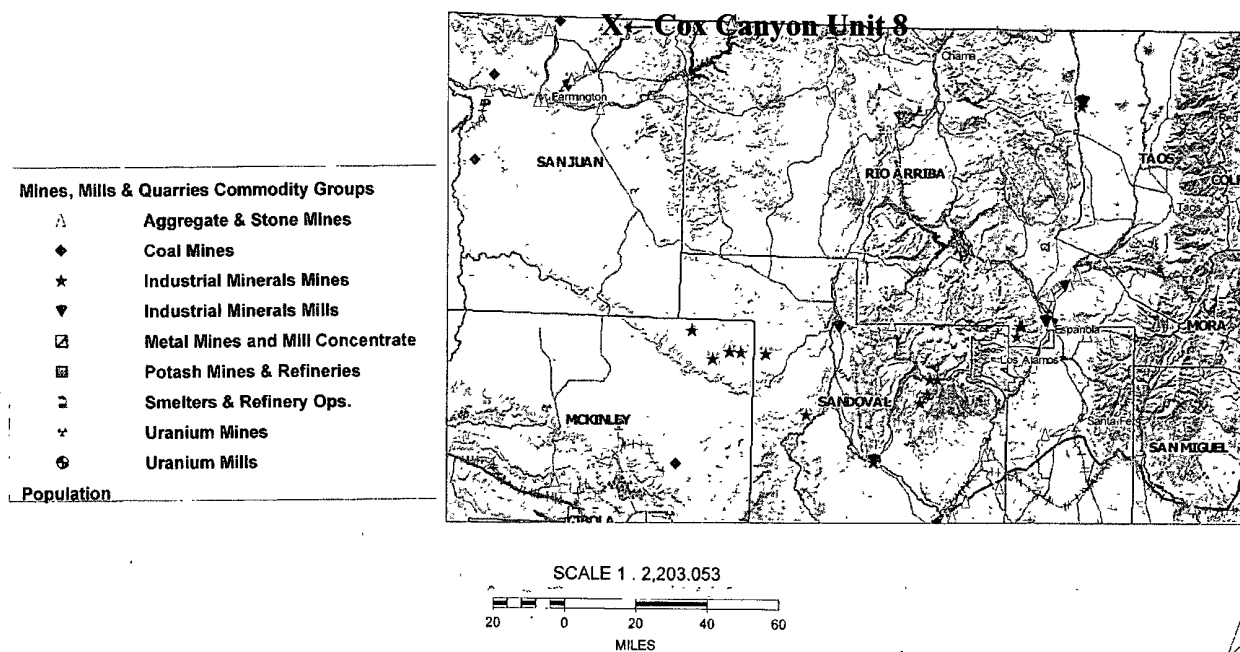 X←Cox Canyon Unit 8
Chama
Farmington
SAN JUAN
RIO ARRIBA
TAOS
Taos
Mines, Mills & Quarries Commodity Groups
Aggregate & Stone Mines
Coal Mines
Industrial Minerals Mines
Industrial Minerals Mills
Metal Mines and Mill Concentrate
Potash Mines & Refineries
Smelters & Refinery Ops.
Uranium Mines
Uranium Mills
Population
Espanola
MORA
Los Alamos
SANDOVAL
MCKINLEY
Santa Fe
SAN MIGUEL
SCALE 1 . 2,203.053
20 0 20 40 60
MILES